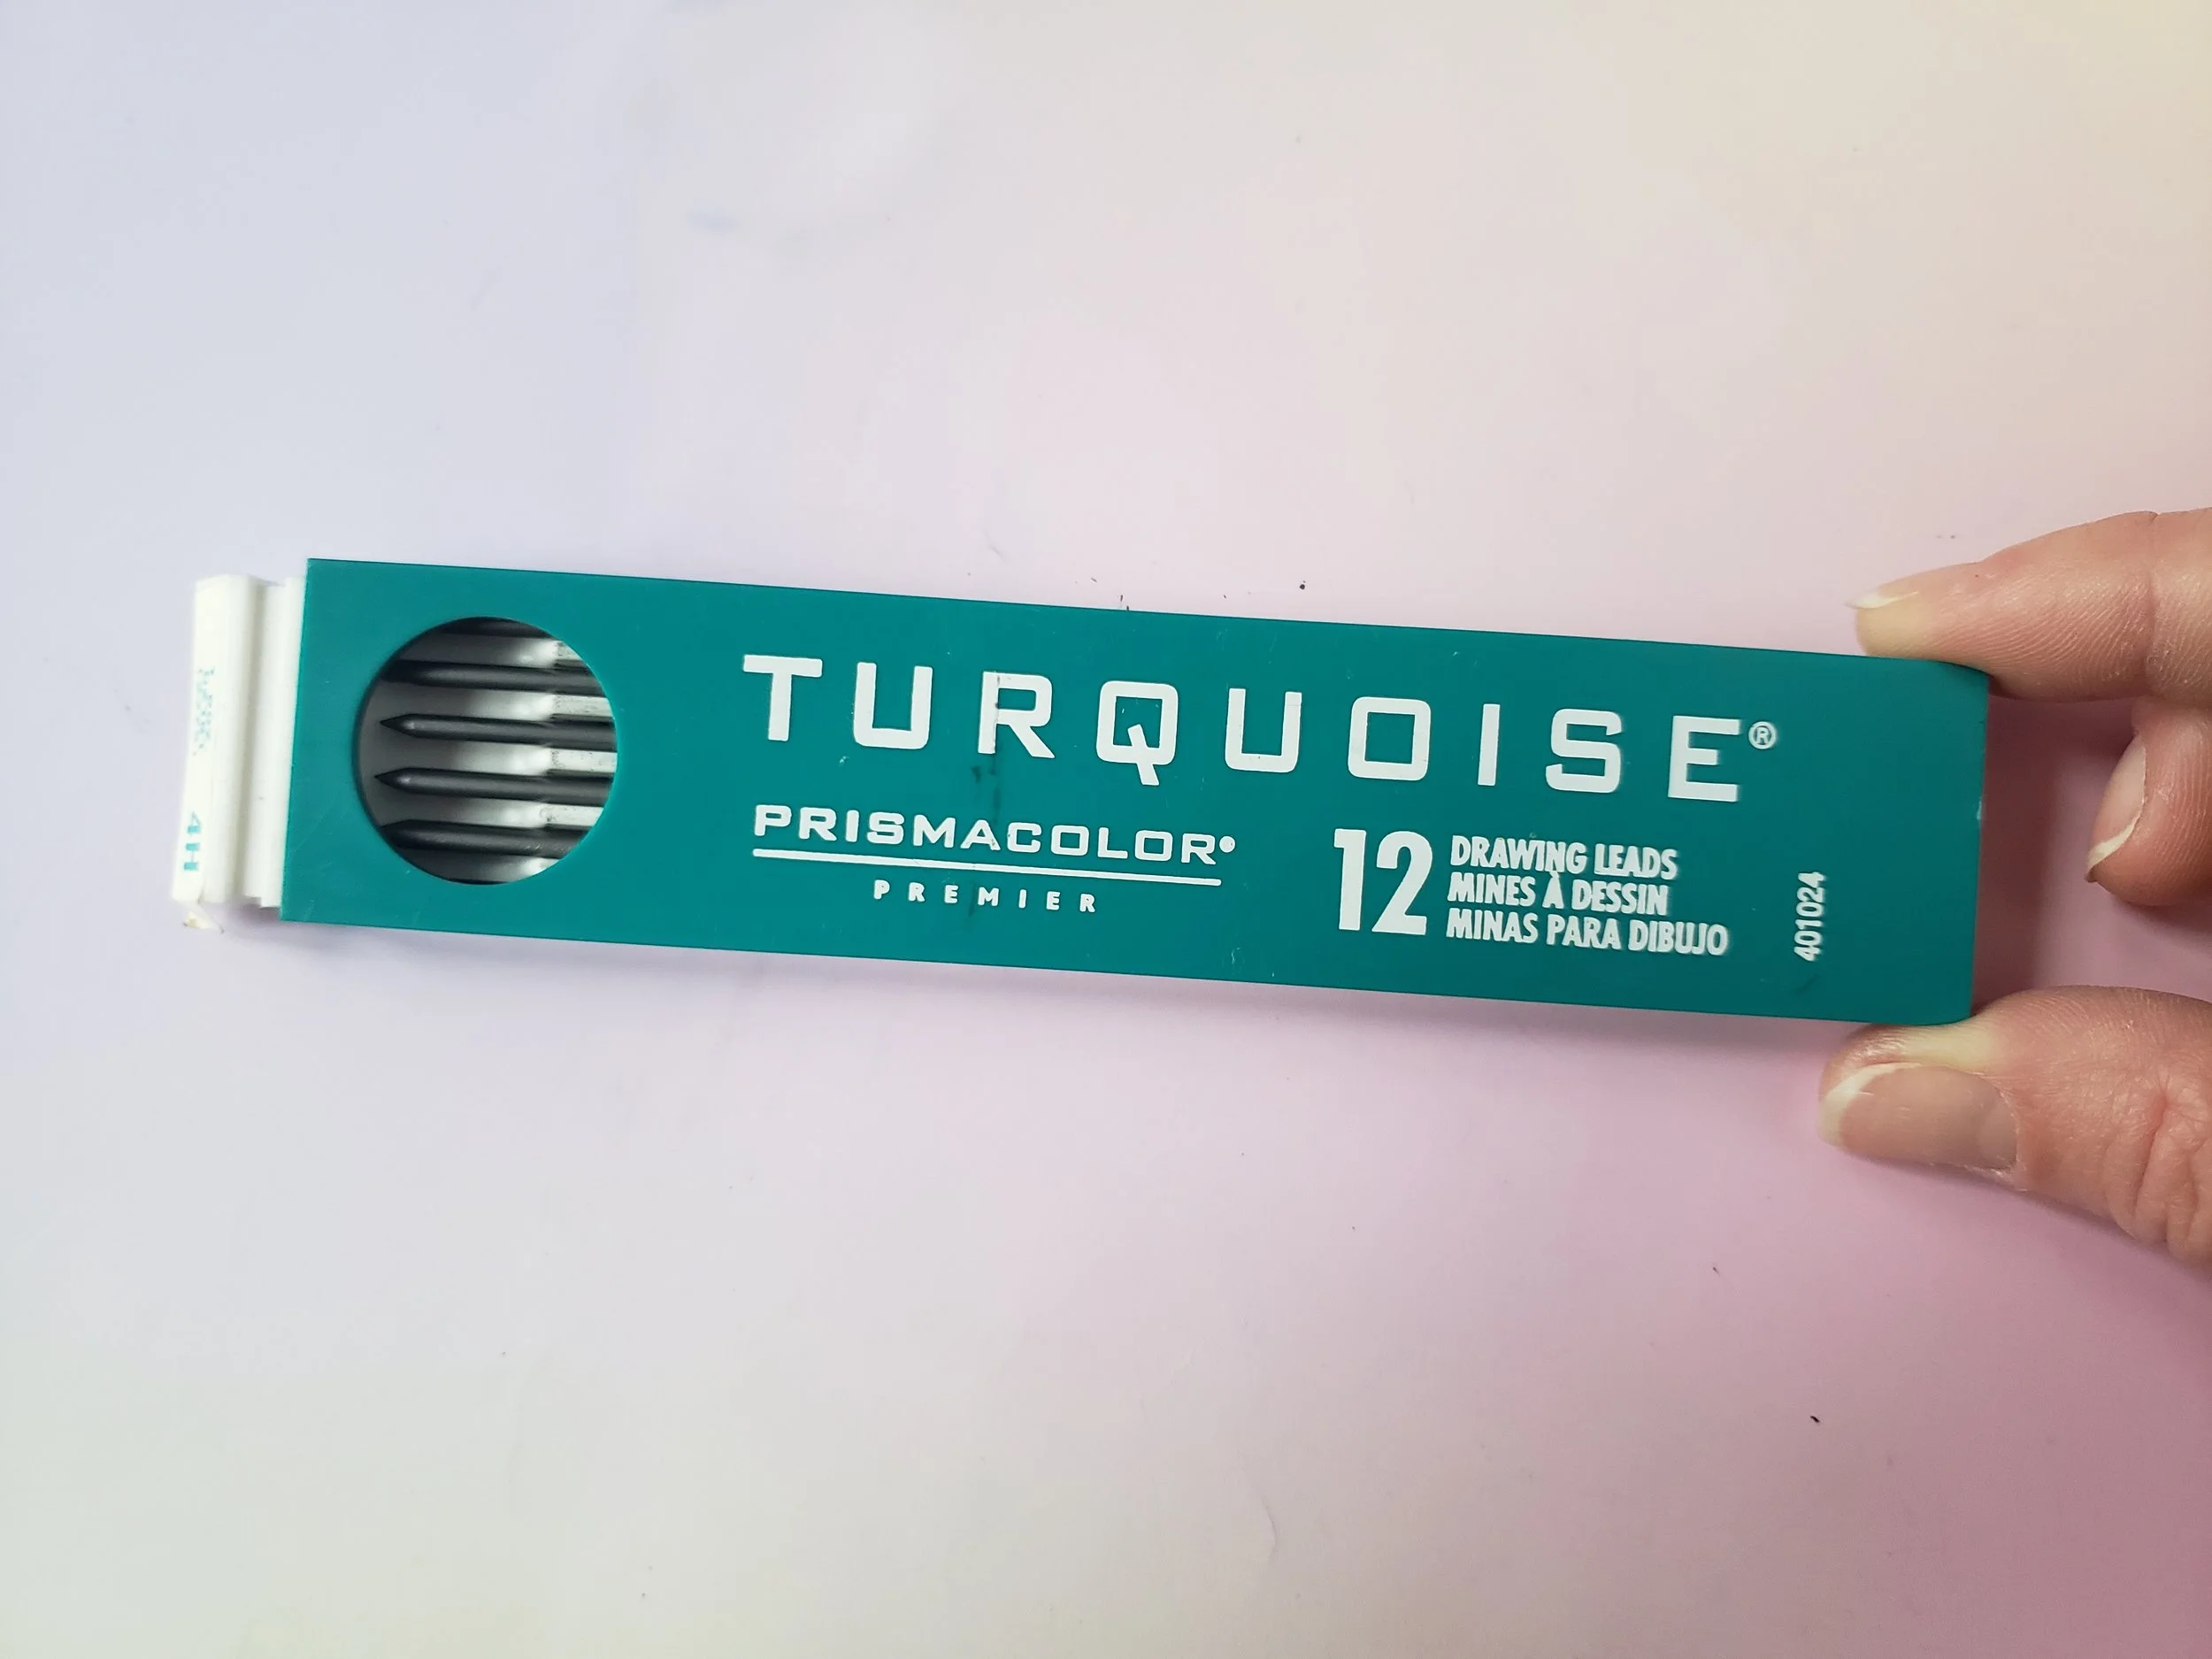 TURQUOISE®
PRISMACOLOR®
PREMIER
12
DRAWING LEADS
MINES À DESSIN
MINAS PARA DIBUJO
401024
4H